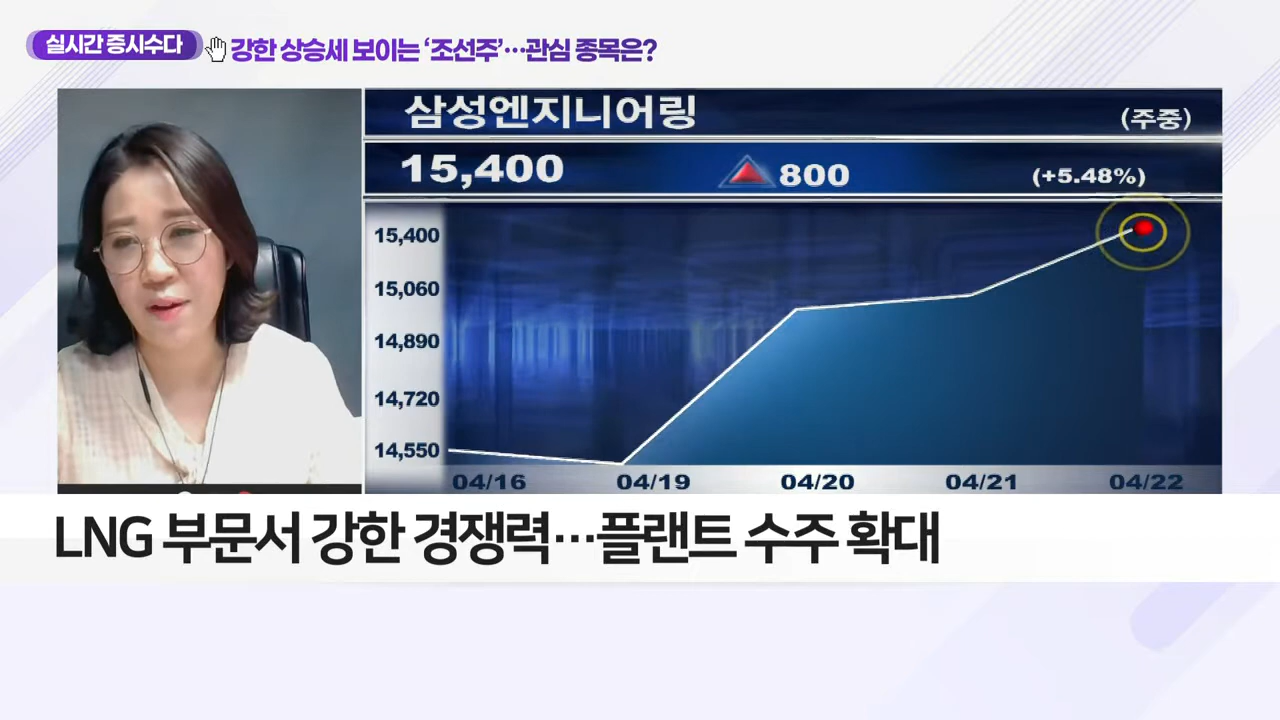 실시간 증시수다 강한 상승세 보이는 ‘조선주’…관심 종목은?
삼성엔지니어링 (주중)
15,400 800 (+5.48%)
15,400
15,060
14,890
14,720
14,550
04/16 04/19 04/20 04/21 04/22
LNG 부문서 강한 경쟁력…플랜트 수주 확대